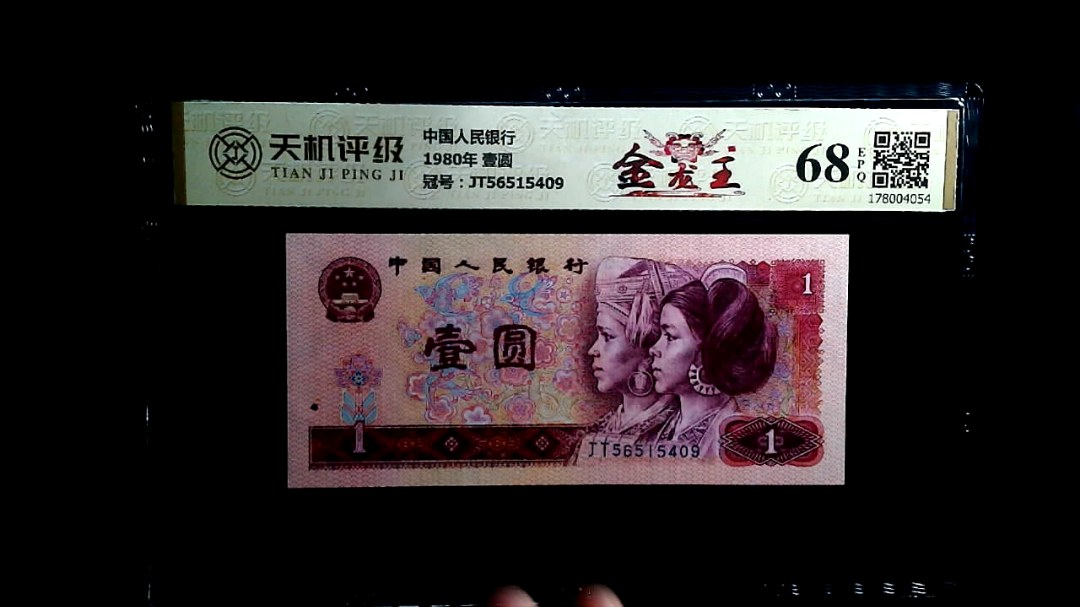 天机评级
TIAN JI PING JI
中国人民银行
1980年 壹圆
冠号:JT56515409
金龙王
68
EPQ
178004054
中国人民银行
1
壹圆
1
JT56515409
1